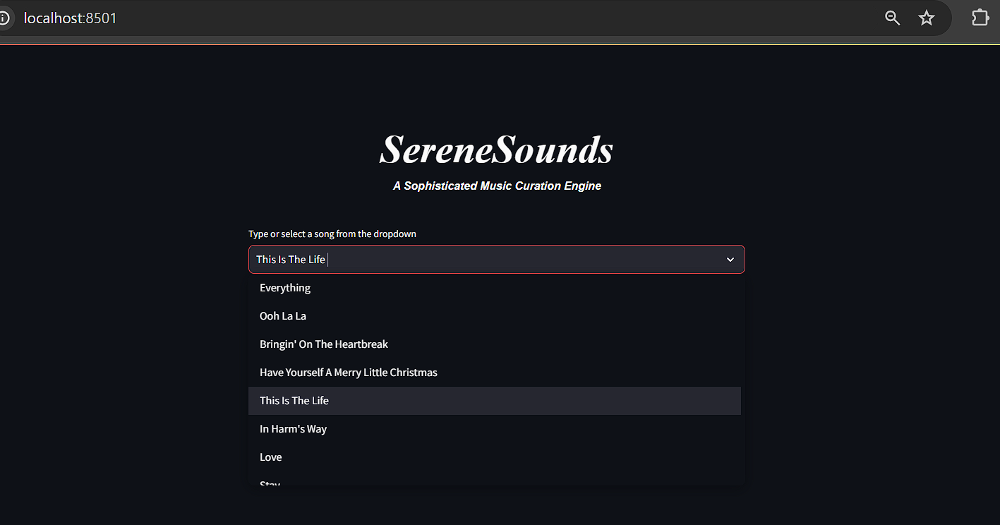 localhost:8501
SereneSounds
A Sophisticated Music Curation Engine
Type or select a song from the dropdown
This Is The Life
Everything
Ooh La La
Bringin' On The Heartbreak
Have Yourself A Merry Little Christmas
This Is The Life
In Harm's Way
Love
Stay